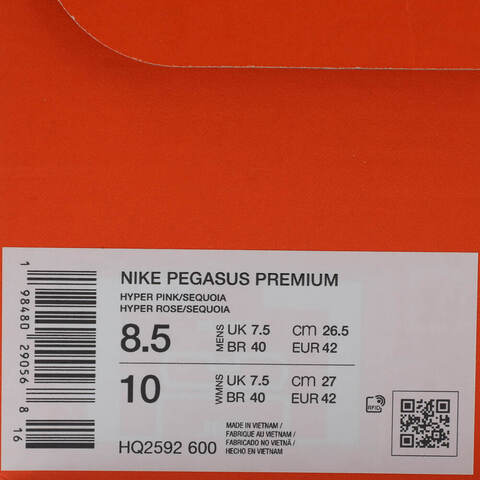 NIKE PEGASUS PREMIUM
HYPER PINK/SEQUOIA
HYPER ROSE/SEQUOIA
8.5 MENS UK 7.5 CM 26.5
BR 40 EUR 42
10 WMNS UK 7.5 CM 27
BR 40 EUR 42
RFID
MADE IN VIETNAM /
FABRIQUE AU VIETNAM /
FABRICADO NO VIETNÃ /
HECHO EN VIETNAM
HQ2592 600
1 98480 29056 8 16